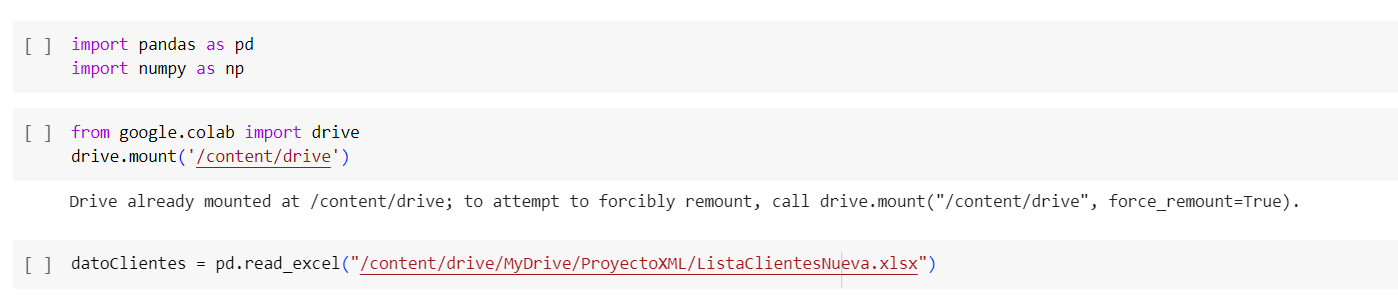 [ ] import pandas as pd
import numpy as np
[ ] from google.colab import drive
drive.mount('/content/drive')
Drive already mounted at /content/drive; to attempt to forcibly remount, call drive.mount("/content/drive", force_remount=True).
[ ] datoClientes = pd.read_excel("/content/drive/MyDrive/ProyectoXML/ListaClientesNueva.xlsx")